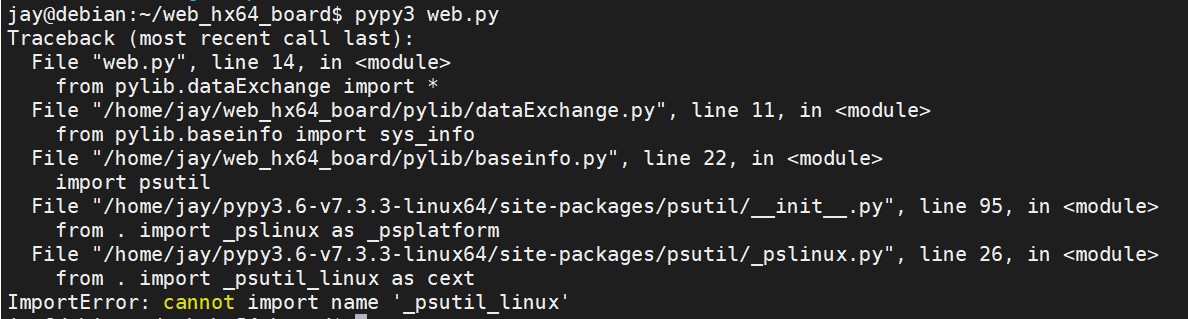 jay@debian:~/web_hx64_board$ pypy3 web.py
Traceback (most recent call last):
  File "web.py", line 14, in <module>
    from pylib.dataExchange import *
  File "/home/jay/web_hx64_board/pylib/dataExchange.py", line 11, in <module>
    from pylib.baseinfo import sys_info
  File "/home/jay/web_hx64_board/pylib/baseinfo.py", line 22, in <module>
    import psutil
  File "/home/jay/pypy3.6-v7.3.3-linux64/site-packages/psutil/__init__.py", line 95, in <module>
    from . import _pslinux as _psplatform
  File "/home/jay/pypy3.6-v7.3.3-linux64/site-packages/psutil/_pslinux.py", line 26, in <module>
    from . import _psutil_linux as cext
ImportError: cannot import name '_psutil_linux'